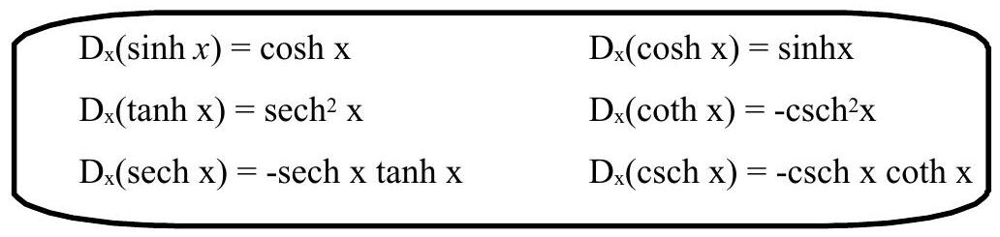 Dₓ(sinh x) = cosh x Dₓ(cosh x) = sinhx
Dₓ(tanh x) = sech² x Dₓ(coth x) = -csch²x
Dₓ(sech x) = -sech x tanh x Dₓ(csch x) = -csch x coth x